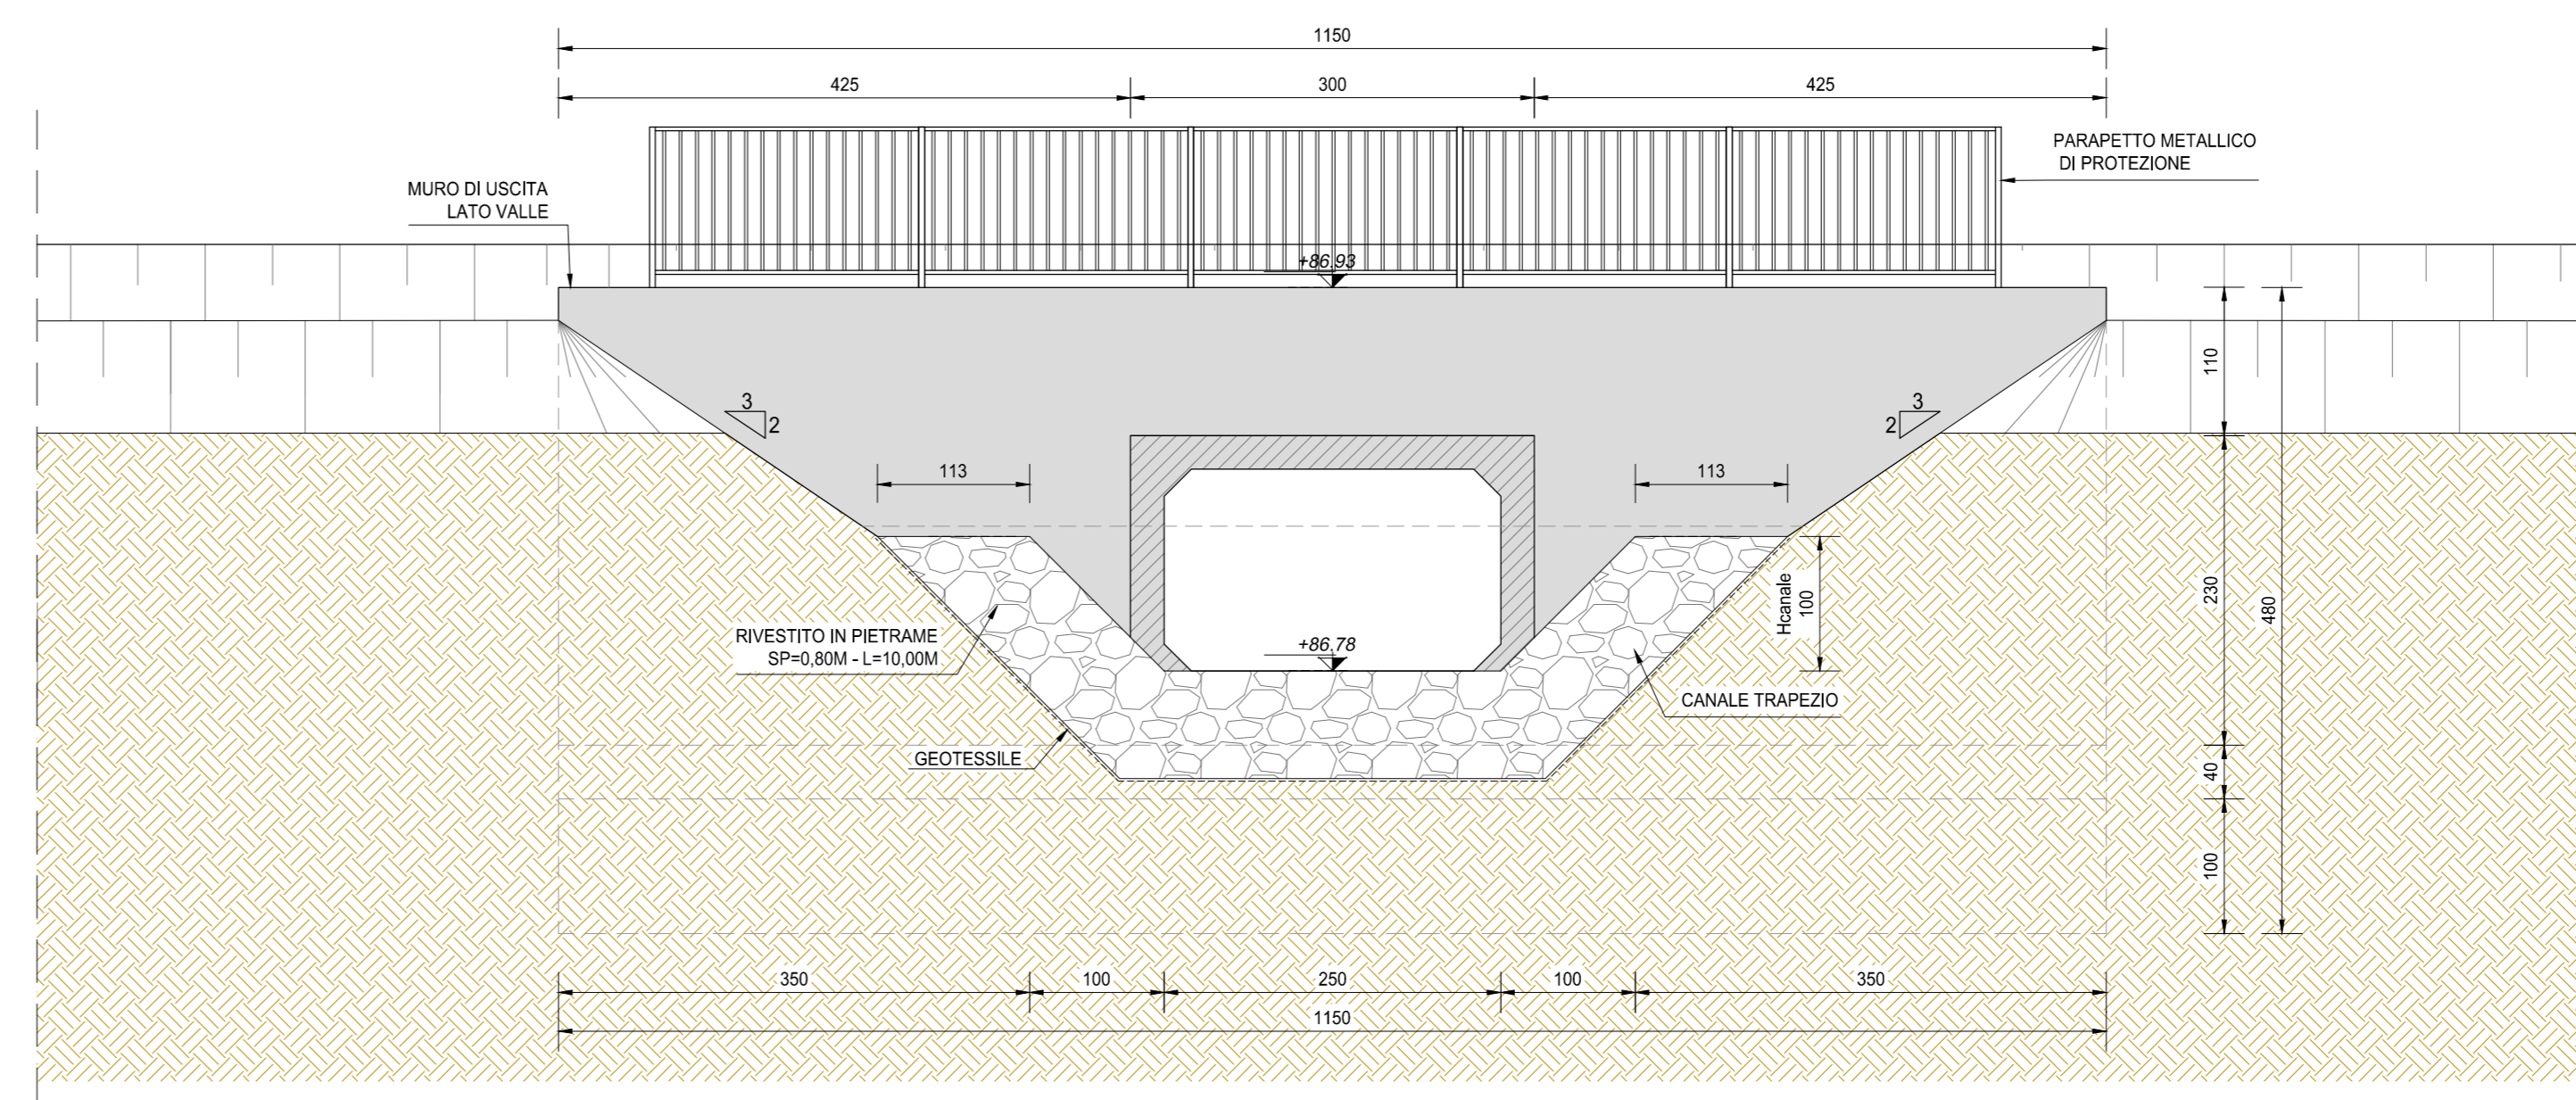 1150
425
300
425
PARAPETTO METALLICO
DI PROTEZIONE
MURO DI USCITA
LATO VALLE
+86.93
110
3
2
3
2
113
113
Hcanale
100
230
480
RIVESTITO IN PIETRAME
SP=0,80M - L=10,00M
+86.78
CANALE TRAPEZIO
GEOTESSILE
40
100
350
100
250
100
350
1150